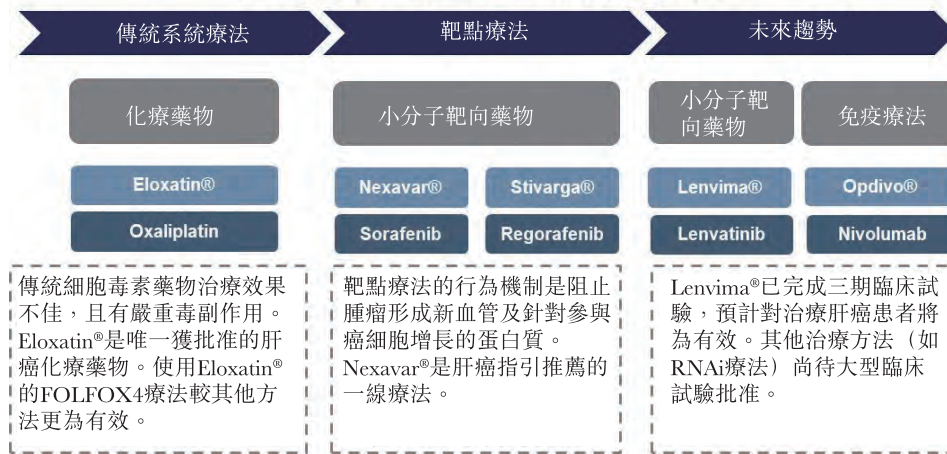 傳統系統療法
靶點療法
未來趨勢
化療藥物
小分子靶向藥物
小分子靶
向藥物
免疫療法
Eloxatin®
Nexavar®
Stivarga®
Lenvima®
Opdivo®
Oxaliplatin
Sorafenib
Regorafenib
Lenvatinib
Nivolumab
傳統細胞毒素藥物治療效果
不佳，且有嚴重毒副作用。
Eloxatin®是唯一獲批准的肝
癌化療藥物。使用Eloxatin®
的FOLFOX4療法較其他方
法更為有效。
靶點療法的行為機制是阻止
腫瘤形成新血管及針對參與
癌細胞增長的蛋白質。
Nexavar®是肝癌指引推薦的
一線療法。
Lenvima®已完成三期臨床試
驗，預計對治療肝癌患者將
為有效。其他治療方法（如
RNAi療法）尚待大型臨床
試驗批准。